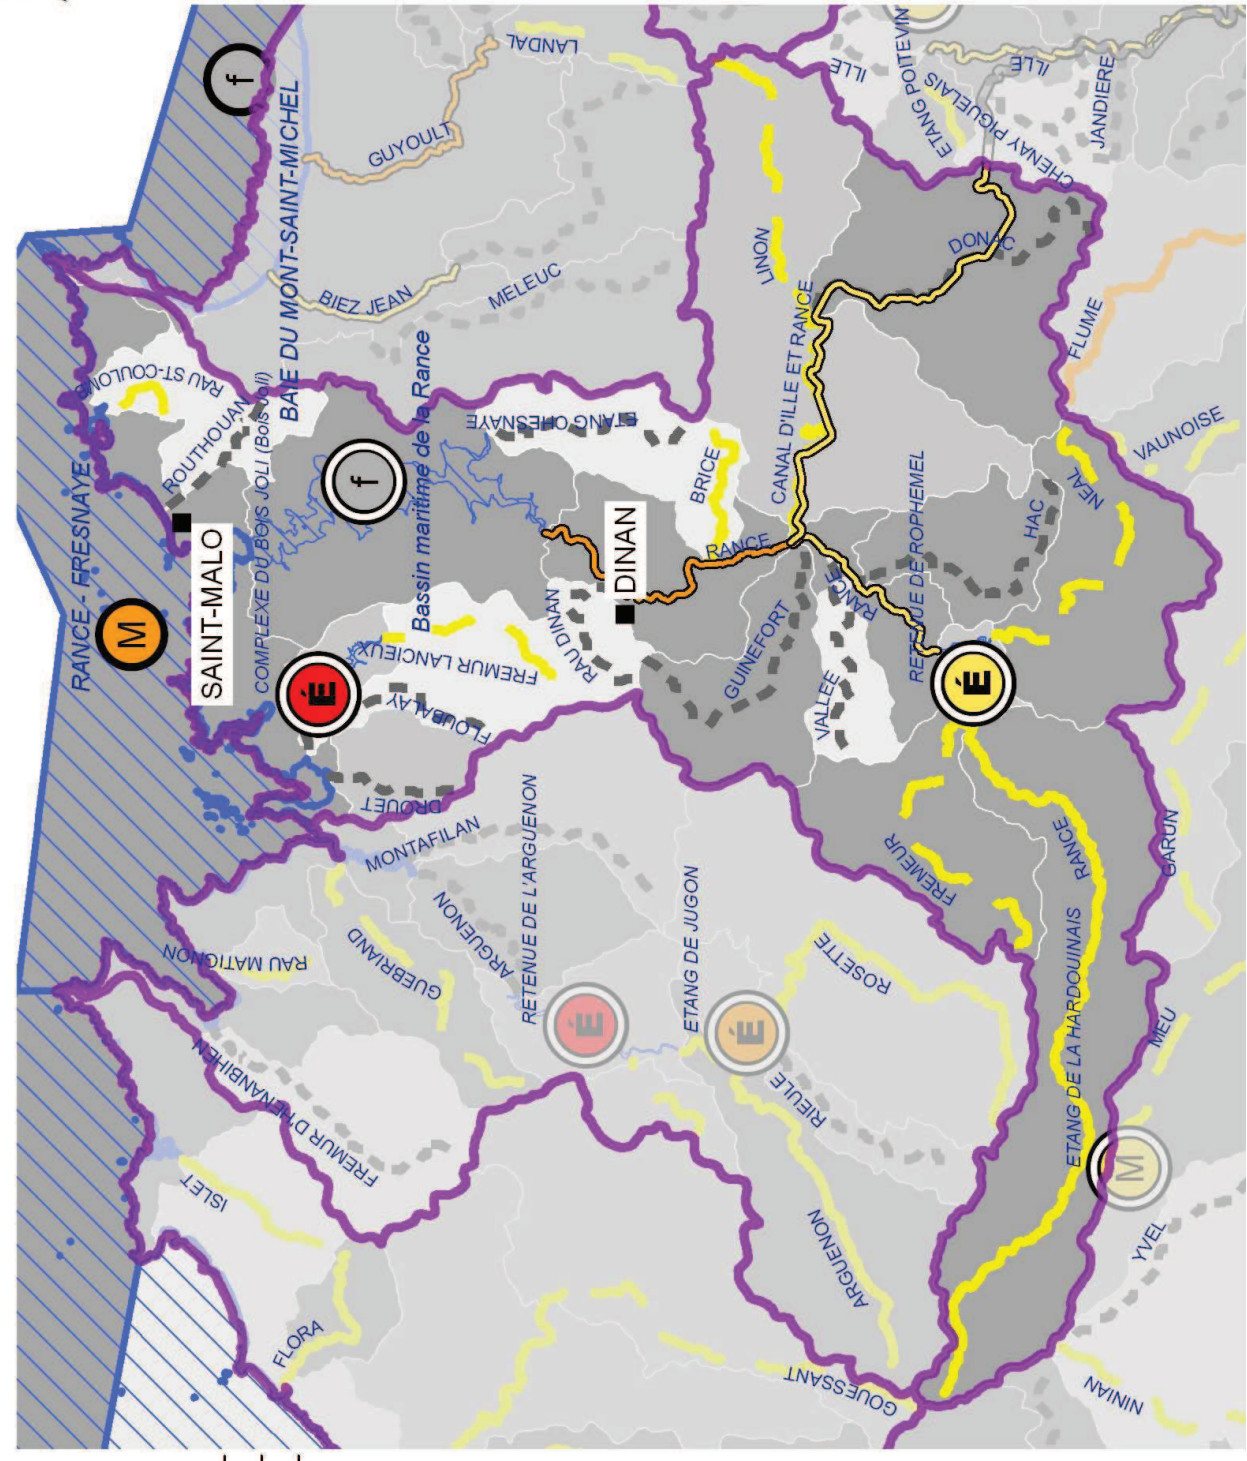 f
LANDAL
GUYOULT
BAIE DU MONT-SAINT-MICHEL
BIEZ JEAN
MELEUC
ILLE
ETANG POITEVIN
ILLE
CHENAY PIGUELAIS
JANDIERE
LINON
DONAC
FLUME
VAUNOISE
CANAL D'ILLE ET RANCE
RAU ST-COULOMB
ROUTHOUAN
RANCE - FRESNAYE
M
SAINT-MALO
COMPLEXE DU BOIS JOLI (Bois Joli)
f
Bassin maritime de la Rance
ETANG CHESNAYE
BRICE
RANCE
DINAN
RAU DINAN
É
FREMUR LANCIEUX
FLOUBALAY
DROUET
GUINEFORT
VALLEE
RANCE
RETENUE DE ROPHEMEL
HAC
NEAL
É
MONTAFILAN
ARGUENON
RETENUE DE L'ARGUENON
É
ETANG DE JUGON
É
RAU MATIGNON
GUEBRIAND
FREMUR D'HENANBIHEN
ISLET
FLORA
ROSETTE
RIEULE
ARGUENON
GOUESSANT
FREMEUR
RANCE
GARUN
ETANG DE LA HARDOUINAIS
MEU
M
YVEL
NINIAN